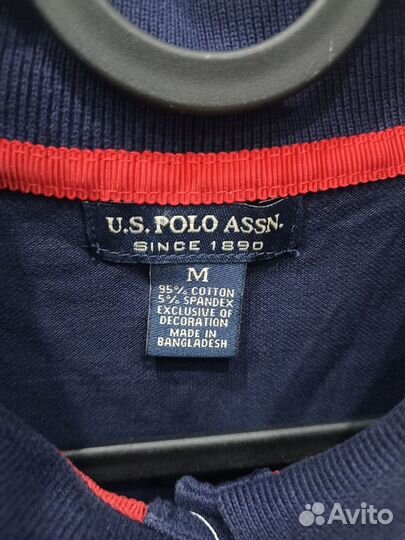 U.S. POLO ASSN.
SINCE 1890
M
95% COTTON
5% SPANDEX
EXCLUSIVE OF
DECORATION
MADE IN
BANGLADESH
Avito